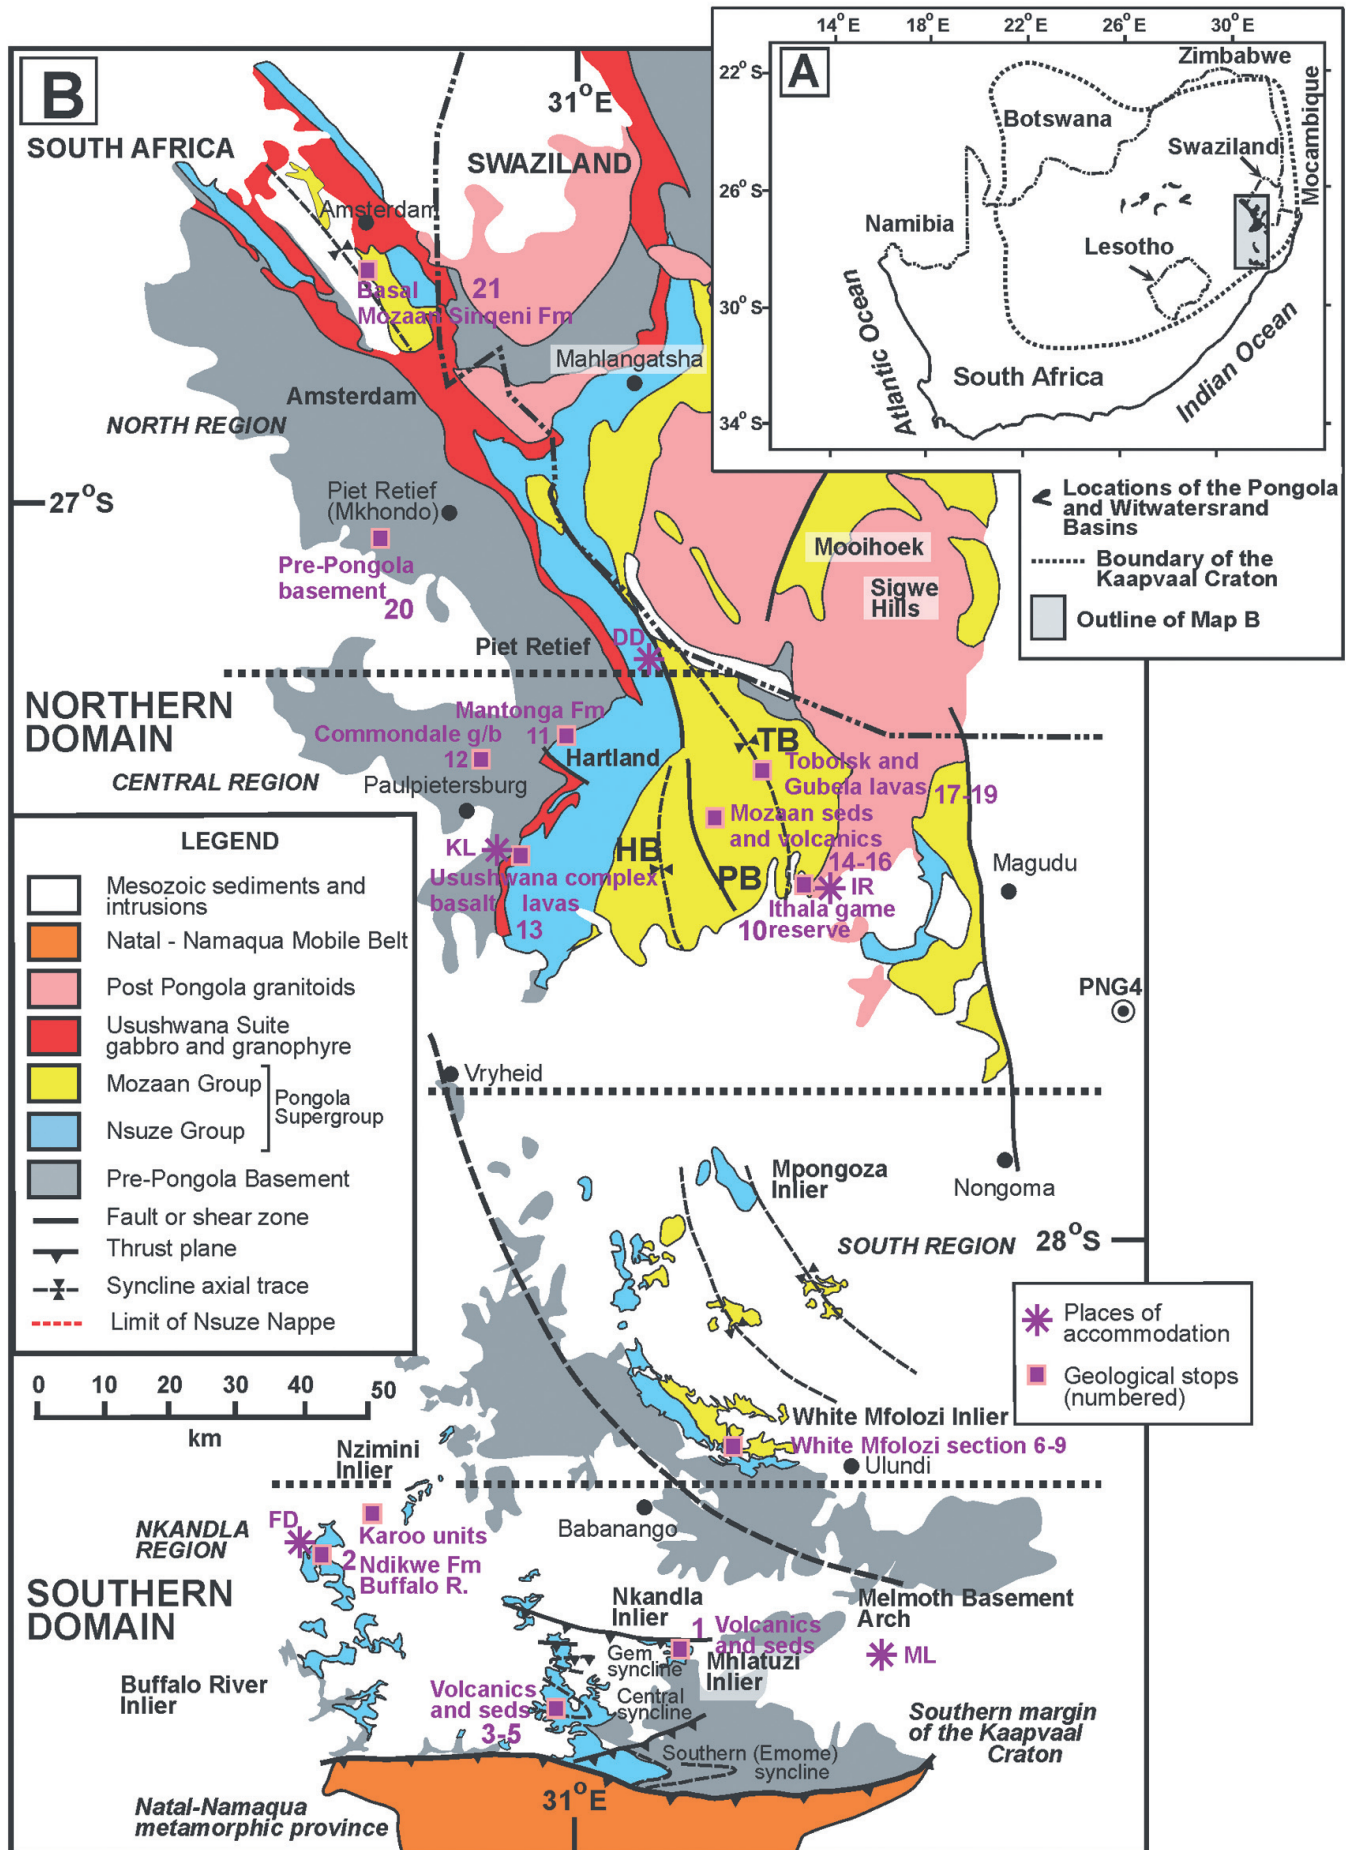 14° E
18° E
22° E
26° E
30° E
22° S
26° S
30° S
34° S
A
Zimbabwe
Botswana
Mocambique
Swaziland
Namibia
Lesotho
Atlantic Ocean
South Africa
Indian Ocean
Locations of the Pongola
and Witwatersrand
Basins
Boundary of the
Kaapvaal Craton
Outline of Map B
B
31°E
SOUTH AFRICA
SWAZILAND
Amsterdam
Basal
Mozaan Sinqeni Fm
21
Mahlangatsha
Amsterdam
NORTH REGION
27°S
Piet Retief
(Mkhondo)
Pre-Pongola
basement
20
Mooihoek
Sigwe
Hills
Piet Retief
DD
NORTHERN
DOMAIN
Mantonga Fm
11
Commondale g/b
12
Hartland
CENTRAL REGION
Paulpietersburg
TB
Tobolsk and
Gubela lavas
17-19
Mozaan seds
and volcanics
14-16
HB
PB
KL
Usushwana complex
basalt lavas
13
IR
Ithala game
10 reserve
Magudu
PNG4
LEGEND
Mesozoic sediments and
intrusions
Natal - Namaqua Mobile Belt
Post Pongola granitoids
Usushwana Suite
gabbro and granophyre
Mozaan Group
Nsuze Group
Pongola
Supergroup
Pre-Pongola Basement
Fault or shear zone
Thrust plane
Syncline axial trace
Limit of Nsuze Nappe
0 10 20 30 40 50
km
Vryheid
Mpongoza
Inlier
Nongoma
SOUTH REGION
28°S
Places of
accommodation
Geological stops
(numbered)
White Mfolozi Inlier
White Mfolozi section 6-9
Ulundi
Nzimini
Inlier
Babanango
NKANDLA
REGION
FD
Karoo units
2
Ndikwe Fm
Buffalo R.
SOUTHERN
DOMAIN
Nkandla
Inlier
Melmoth Basement
Arch
1
Volcanics
and seds
Gem
syncline
Mhlatuzi
Inlier
ML
Buffalo River
Inlier
Volcanics
and seds
3-5
Central
syncline
Southern margin
of the Kaapvaal
Craton
Southern (Emome)
syncline
31°E
Natal-Namaqua
metamorphic province